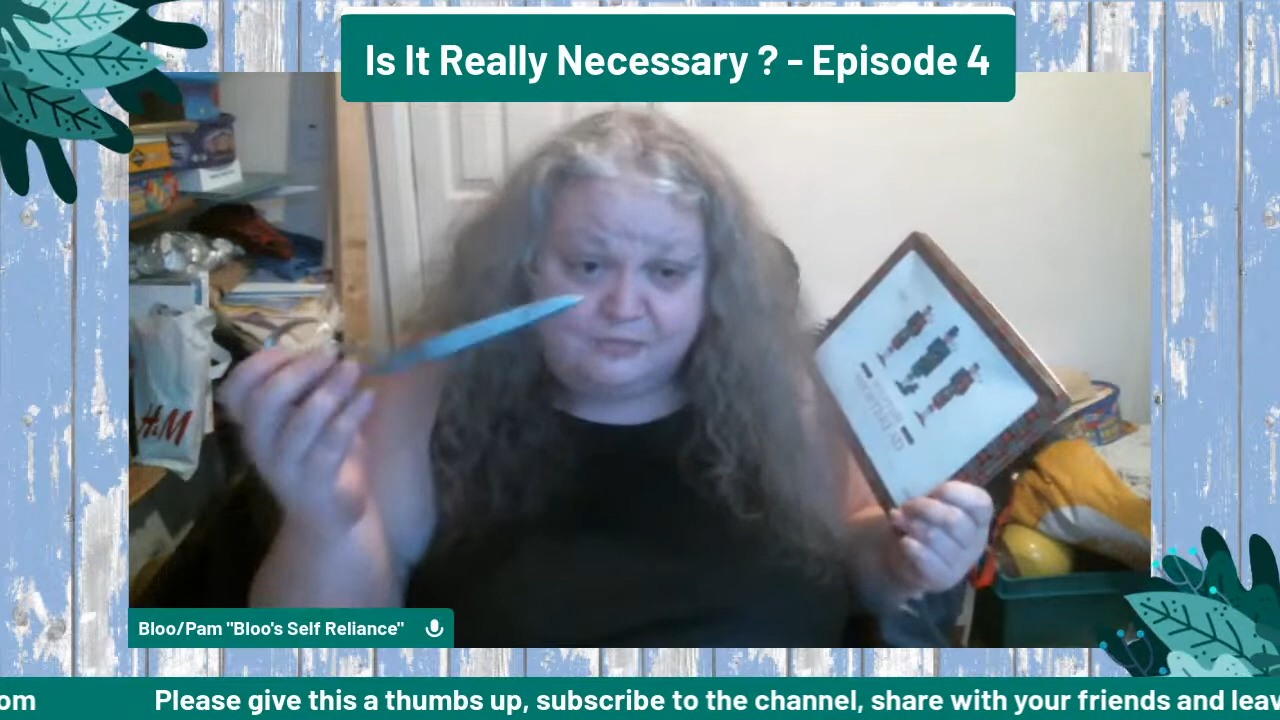 Is It Really Necessary ? - Episode 4
H&M
Bloo/Pam "Bloo's Self Reliance"
om Please give this a thumbs up, subscribe to the channel, share with your friends and leav